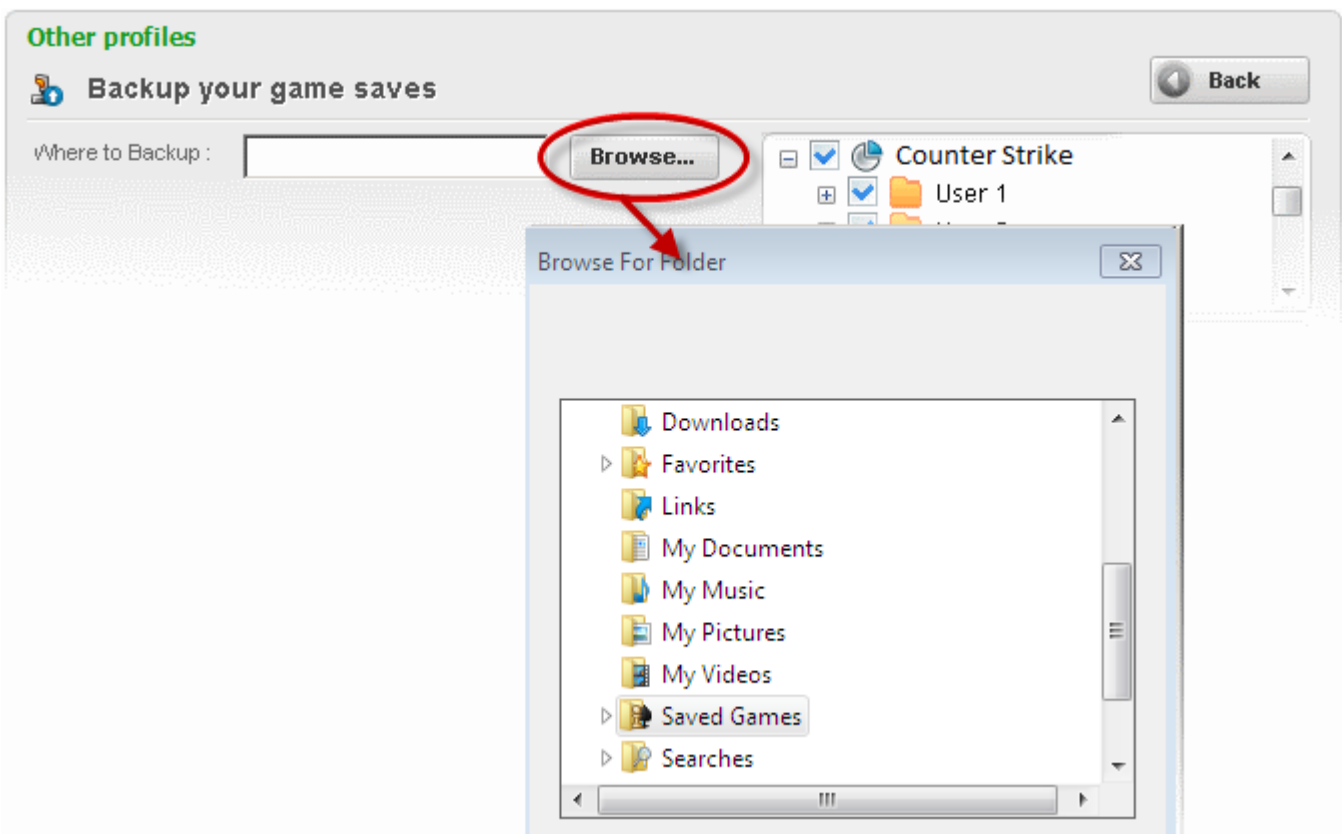 Other profiles
Backup your game saves
Back
Where to Backup :
Browse...
Counter Strike
User 1
Browse For Folder
Downloads
Favorites
Links
My Documents
My Music
My Pictures
My Videos
Saved Games
Searches